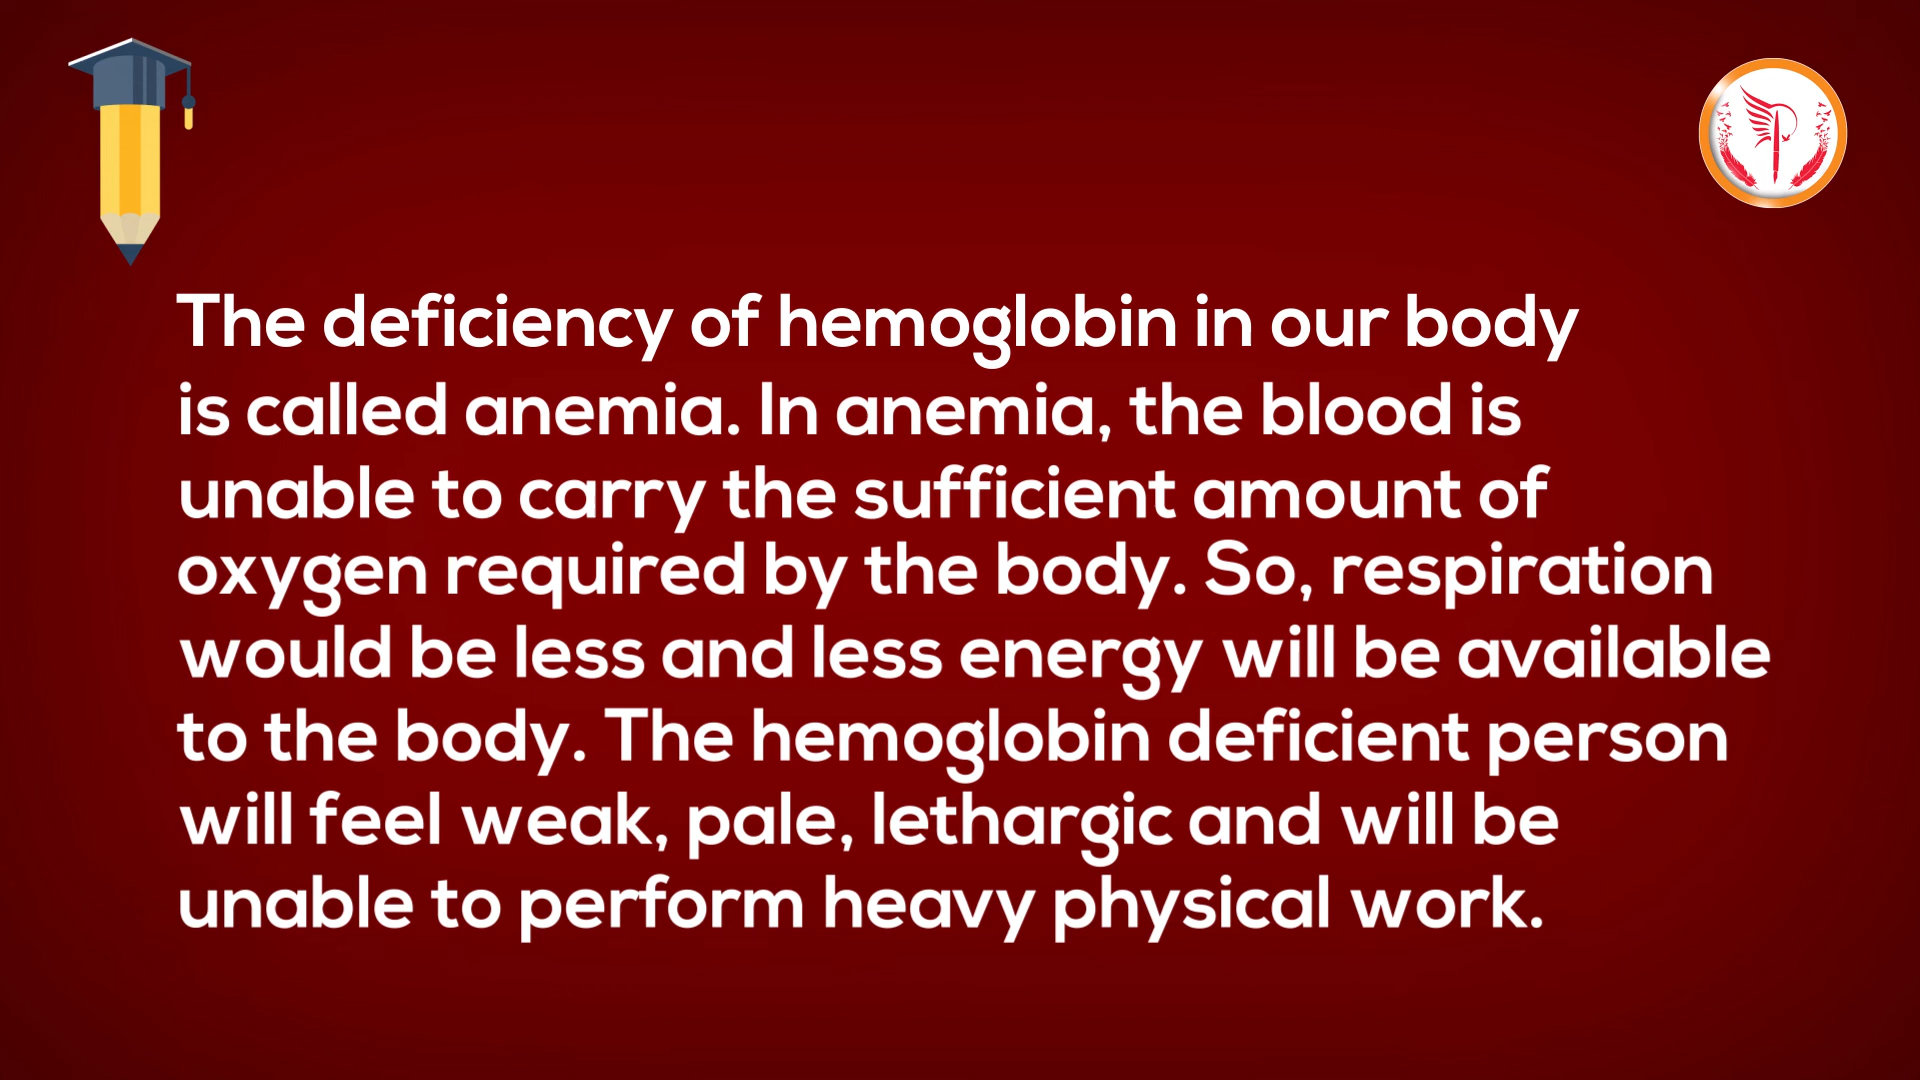 The deficiency of hemoglobin in our body
is called anemia. In anemia, the blood is
unable to carry the sufficient amount of
oxygen required by the body. So, respiration
would be less and less energy will be available
to the body. The hemoglobin deficient person
will feel weak, pale, lethargic and will be
unable to perform heavy physical work.